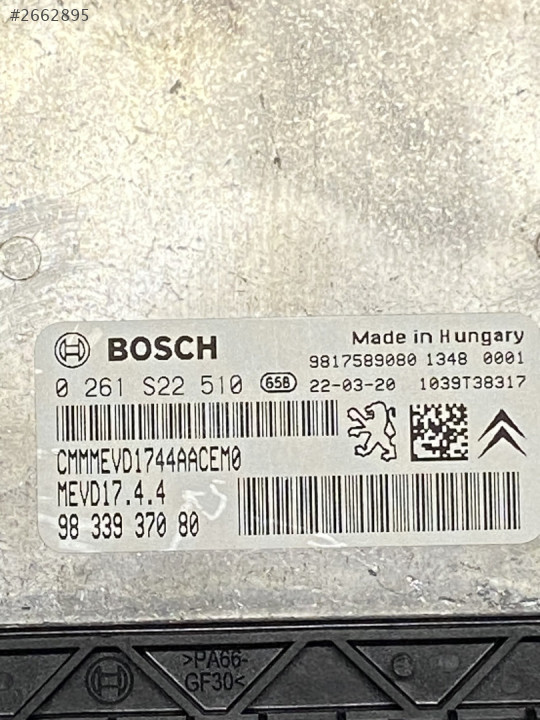 #2662895
BOSCH
Made in Hungary
9817589080 1348 0001
0 261 S22 510 658 22-03-20 1039T38317
CMMMEVD1744AACEM0
MEVD17.4.4
98 339 370 80
>PA66-
GF30<